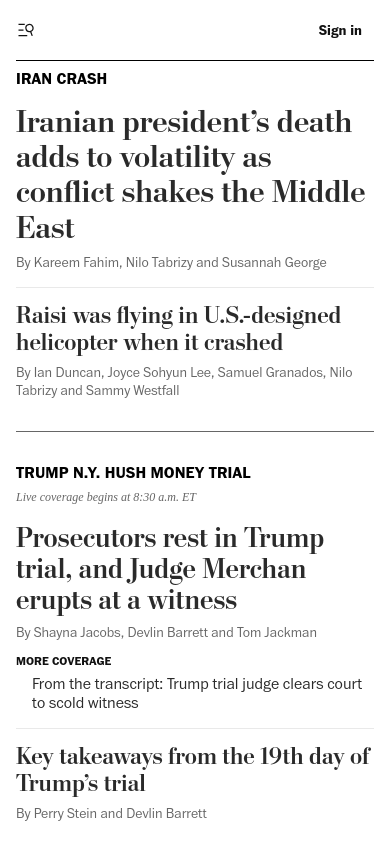 Sign in
IRAN CRASH
Iranian president’s death
adds to volatility as
conflict shakes the Middle
East
By Kareem Fahim, Nilo Tabrizy and Susannah George
Raisi was flying in U.S.-designed
helicopter when it crashed
By Ian Duncan, Joyce Sohyun Lee, Samuel Granados, Nilo
Tabrizy and Sammy Westfall
TRUMP N.Y. HUSH MONEY TRIAL
Live coverage begins at 8:30 a.m. ET
Prosecutors rest in Trump
trial, and Judge Merchan
erupts at a witness
By Shayna Jacobs, Devlin Barrett and Tom Jackman
MORE COVERAGE
From the transcript: Trump trial judge clears court
to scold witness
Key takeaways from the 19th day of
Trump’s trial
By Perry Stein and Devlin Barrett